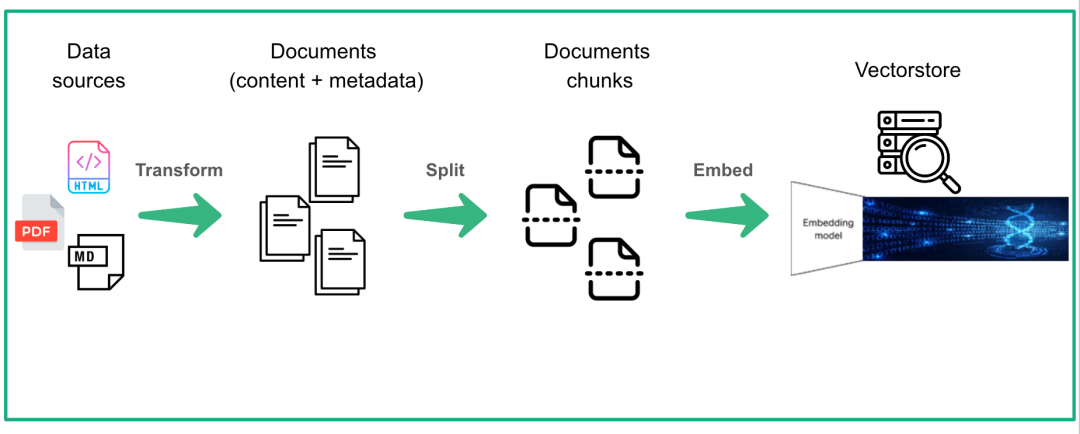 Data
sources
Documents
(content + metadata)
Documents
chunks
Vectorstore
</>
HTML
Transform
Split
Embed
PDF
MD
Embedding
model